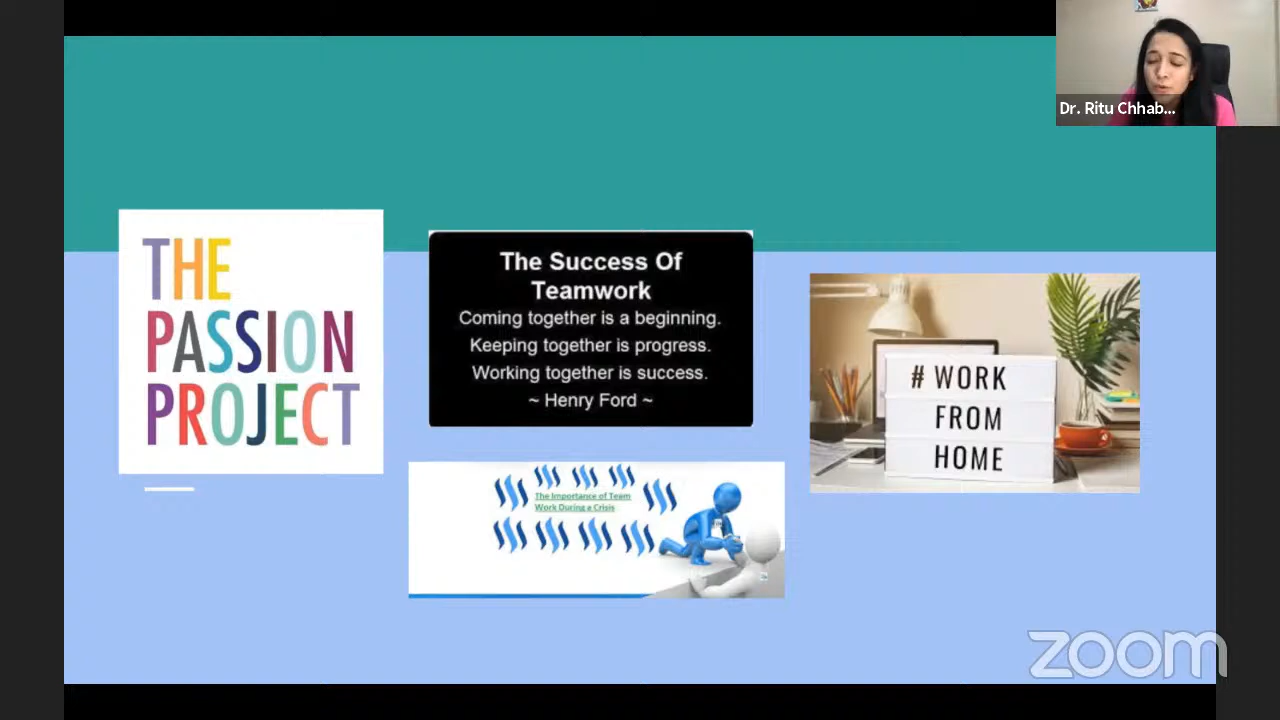 Dr. Ritu Chhab...
THE
PASSION
PROJECT
The Success Of
Teamwork
Coming together is a beginning.
Keeping together is progress.
Working together is success.
~ Henry Ford ~
The Importance of Team
Work During a Crisis
# WORK
FROM
HOME
zoom